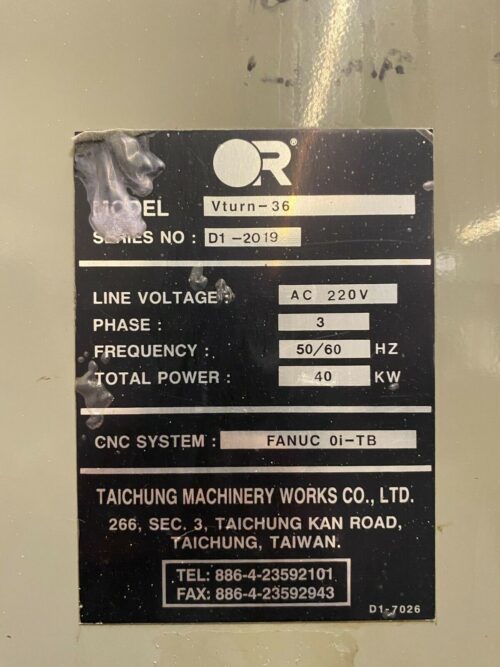 R®
MODEL Vturn-36
SERIES NO : D1-2019
LINE VOLTAGE : AC 220V
PHASE : 3
FREQUENCY : 50/60 HZ
TOTAL POWER : 40 KW
CNC SYSTEM : FANUC 0i-TB
TAICHUNG MACHINERY WORKS CO., LTD.
266, SEC. 3, TAICHUNG KAN ROAD,
TAICHUNG, TAIWAN.
TEL: 886-4-23592101
FAX: 886-4-23592943
D1-7026